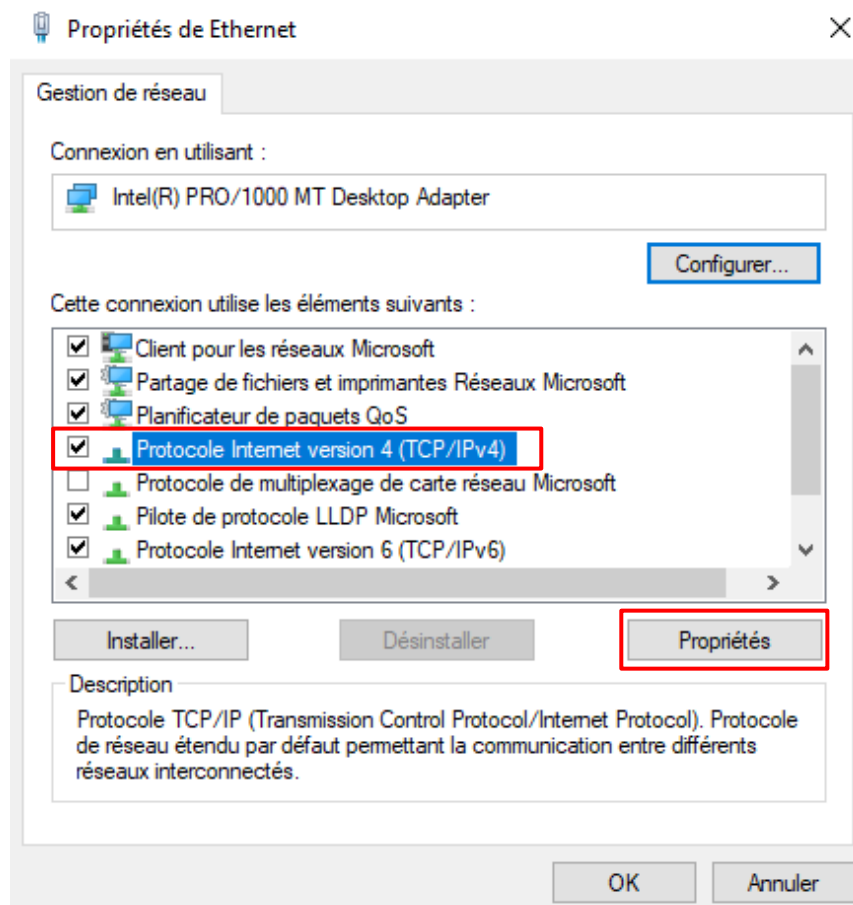 Propriétés de Ethernet
Gestion de réseau
Connexion en utilisant :
Intel(R) PRO/1000 MT Desktop Adapter
Configurer...
Cette connexion utilise les éléments suivants :
Client pour les réseaux Microsoft
Partage de fichiers et imprimantes Réseaux Microsoft
Planificateur de paquets QoS
Protocole Internet version 4 (TCP/IPv4)
Protocole de multiplexage de carte réseau Microsoft
Pilote de protocole LLDP Microsoft
Protocole Internet version 6 (TCP/IPv6)
Installer...
Désinstaller
Propriétés
Description
Protocole TCP/IP (Transmission Control Protocol/Internet Protocol). Protocole
de réseau étendu par défaut permettant la communication entre différents
réseaux interconnectés.
OK
Annuler